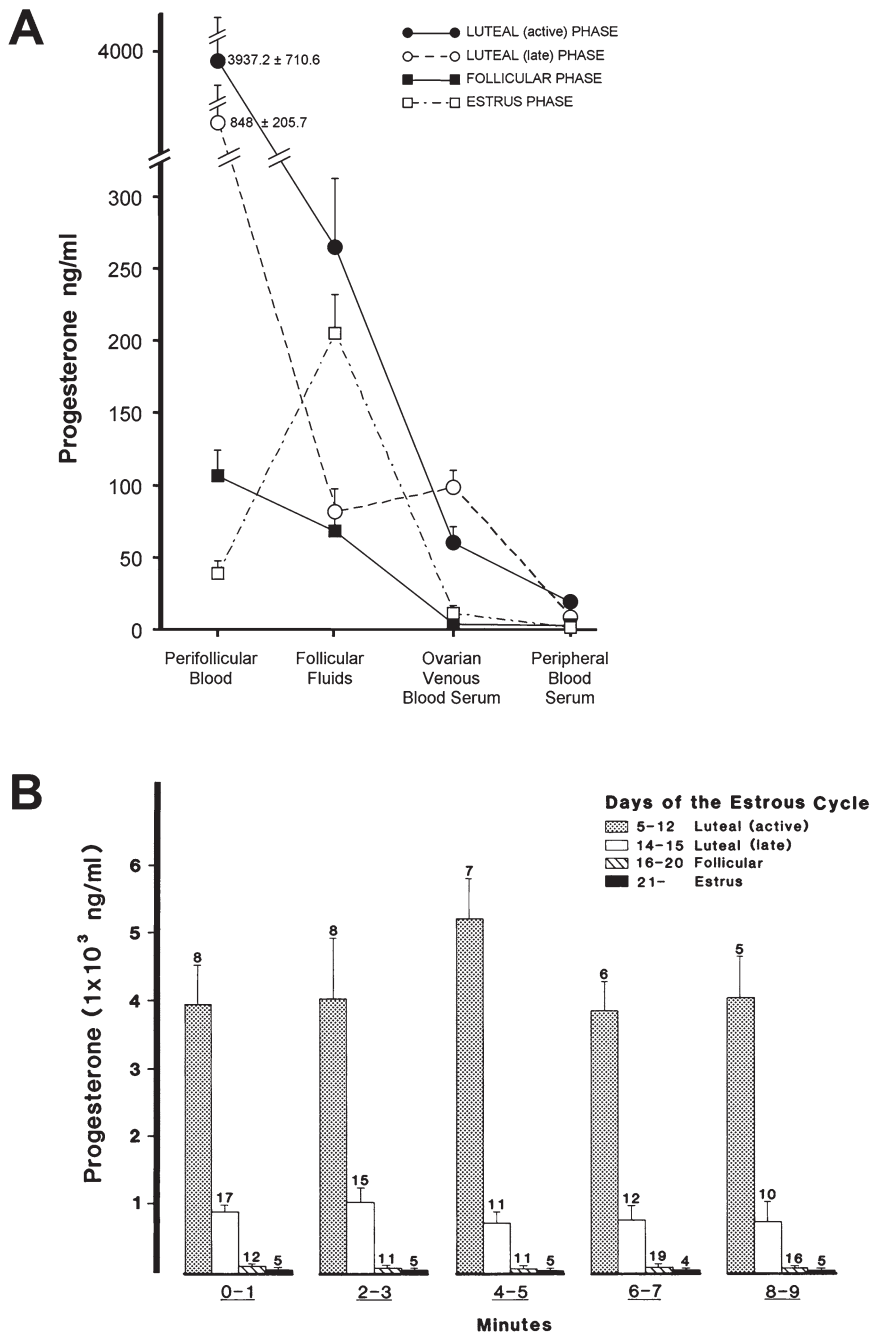 A
LUTEAL (active) PHASE
LUTEAL (late) PHASE
FOLLICULAR PHASE
ESTRUS PHASE
4000
3937.2 ± 710.6
848 ± 205.7
300
250
200
150
100
50
0
Progesterone ng/ml
Perifollicular Blood
Follicular Fluids
Ovarian Venous Blood Serum
Peripheral Blood Serum
B
Days of the Estrous Cycle
5-12 Luteal (active)
14-15 Luteal (late)
16-20 Follicular
21- Estrus
Progesterone (1x10³ ng/ml)
6
5
4
3
2
1
8 17 12 5
8 15 11 5
7 11 11 5
6 12 19 4
5 10 16 5
0-1 2-3 4-5 6-7 8-9
Minutes